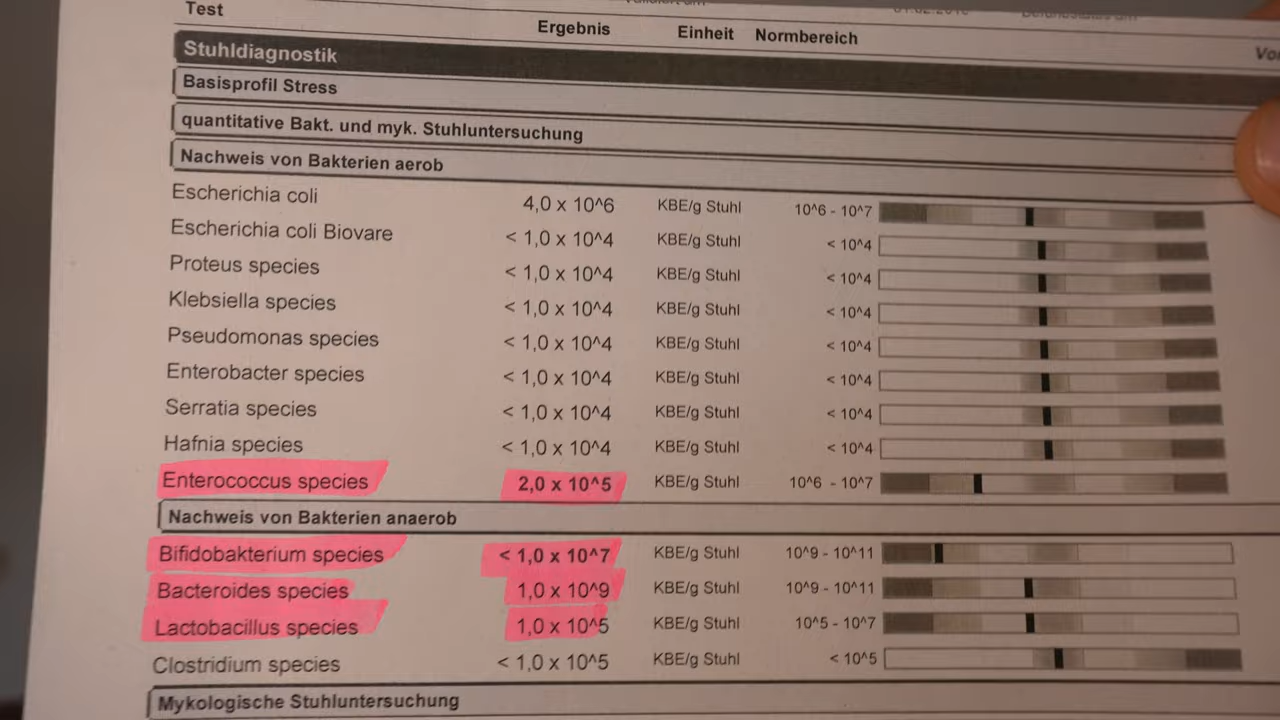 Test Ergebnis Einheit Normbereich
Stuhldiagnostik
Basisprofil Stress
quantitative Bakt. und myk. Stuhluntersuchung
Nachweis von Bakterien aerob
Escherichia coli 4,0 x 10^6 KBE/g Stuhl 10^6 - 10^7
Escherichia coli Biovare < 1,0 x 10^4 KBE/g Stuhl < 10^4
Proteus species < 1,0 x 10^4 KBE/g Stuhl < 10^4
Klebsiella species < 1,0 x 10^4 KBE/g Stuhl < 10^4
Pseudomonas species < 1,0 x 10^4 KBE/g Stuhl < 10^4
Enterobacter species < 1,0 x 10^4 KBE/g Stuhl < 10^4
Serratia species < 1,0 x 10^4 KBE/g Stuhl < 10^4
Hafnia species < 1,0 x 10^4 KBE/g Stuhl < 10^4
Enterococcus species 2,0 x 10^5 KBE/g Stuhl 10^6 - 10^7
Nachweis von Bakterien anaerob
Bifidobakterium species < 1,0 x 10^7 KBE/g Stuhl 10^9 - 10^11
Bacteroides species 1,0 x 10^9 KBE/g Stuhl 10^9 - 10^11
Lactobacillus species 1,0 x 10^5 KBE/g Stuhl 10^5 - 10^7
Clostridium species < 1,0 x 10^5 KBE/g Stuhl < 10^5
Mykologische Stuhluntersuchung